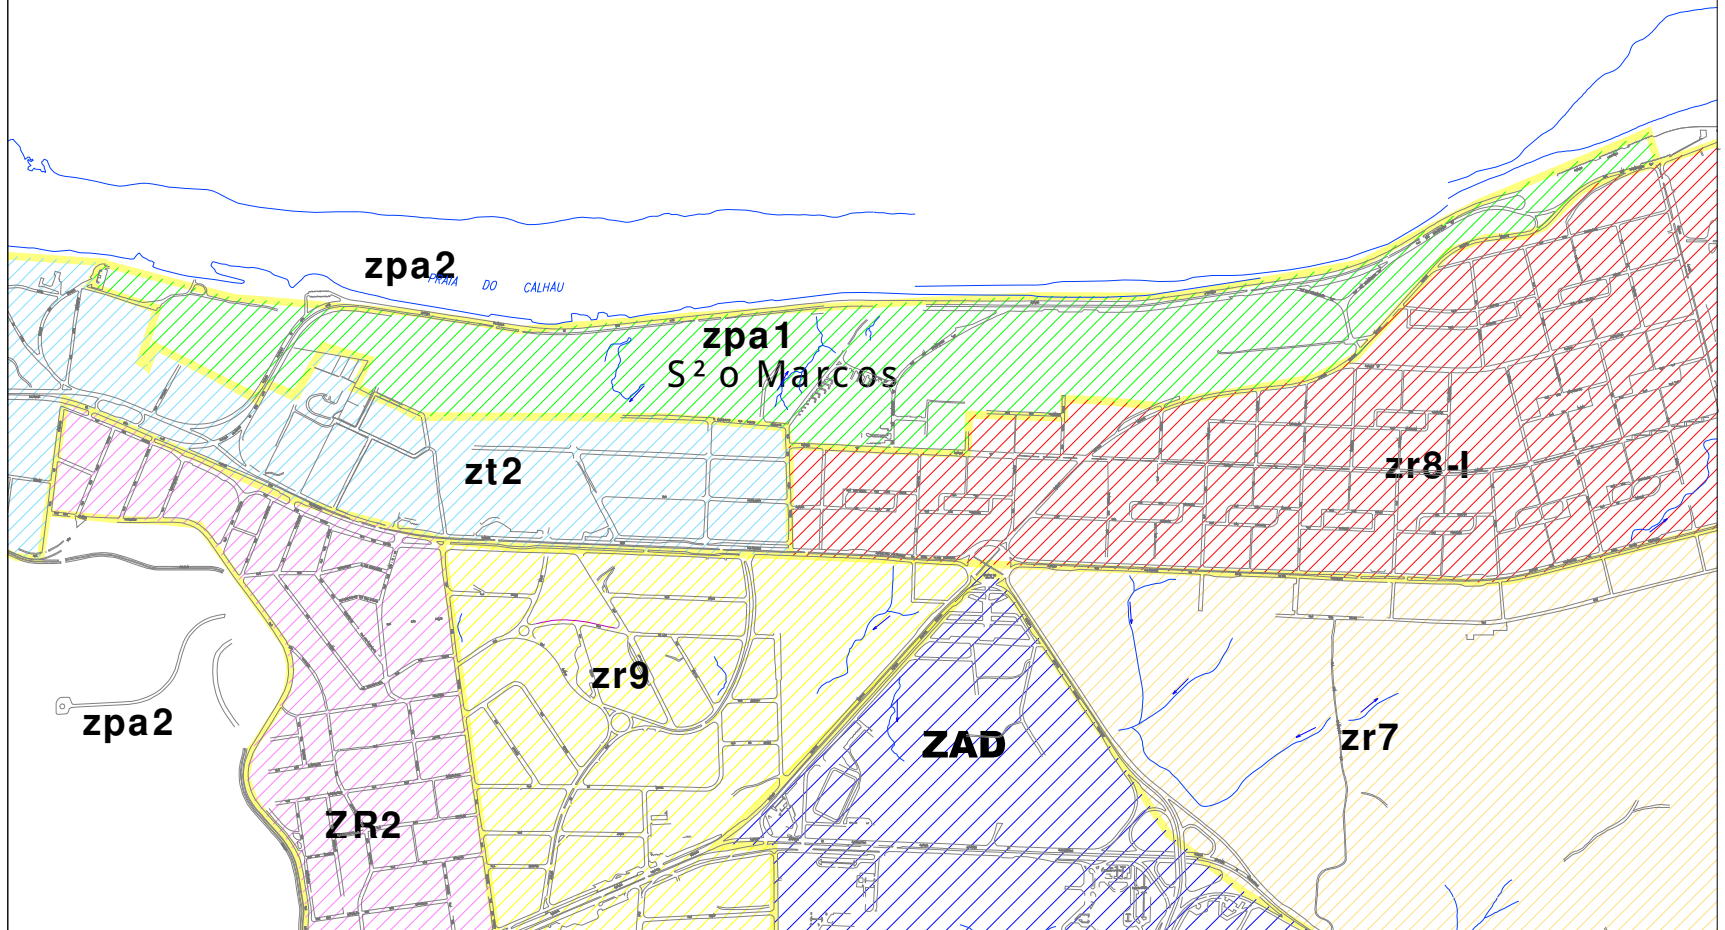 zpa2
PRAIA DO CALHAU
zpa1
S² o Marcos
zt2
zr8-I
zr9
zpa2
ZAD
zr7
ZR2